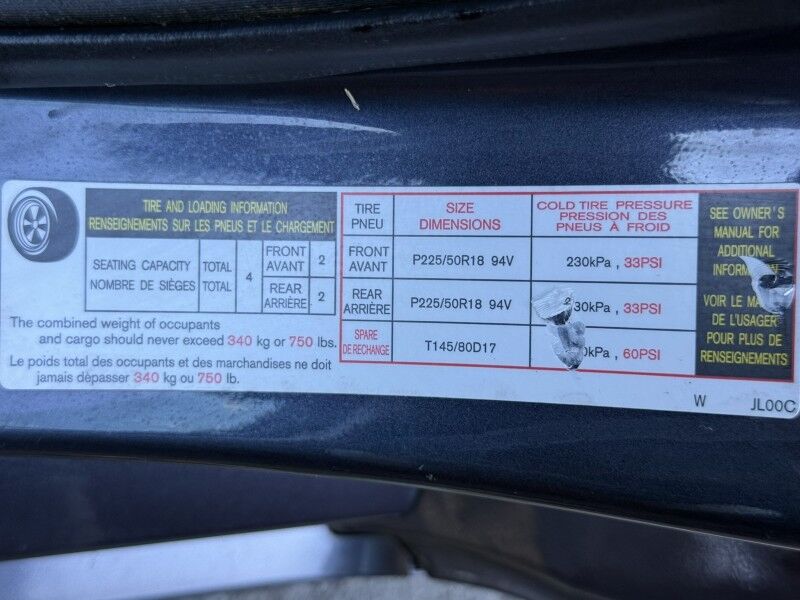 TIRE AND LOADING INFORMATION
RENSEIGNEMENTS SUR LES PNEUS ET LE CHARGEMENT
SEATING CAPACITY TOTAL 4 FRONT AVANT 2
NOMBRE DE SIÈGES TOTAL REAR ARRIÈRE 2
The combined weight of occupants
and cargo should never exceed 340 kg or 750 lbs.
Le poids total des occupants et des marchandises ne doit
jamais dépasser 340 kg ou 750 lb.
TIRE PNEU SIZE DIMENSIONS COLD TIRE PRESSURE PRESSION DES PNEUS À FROID
FRONT AVANT P225/50R18 94V 230kPa , 33PSI
REAR ARRIÈRE P225/50R18 94V 30kPa , 33PSI
SPARE DE RECHANGE T145/80D17 kPa , 60PSI
SEE OWNER'S
MANUAL FOR
ADDITIONAL
VOIR LE
DE L'USAGER
POUR PLUS DE
RENSEIGNEMENTS
W JL00C